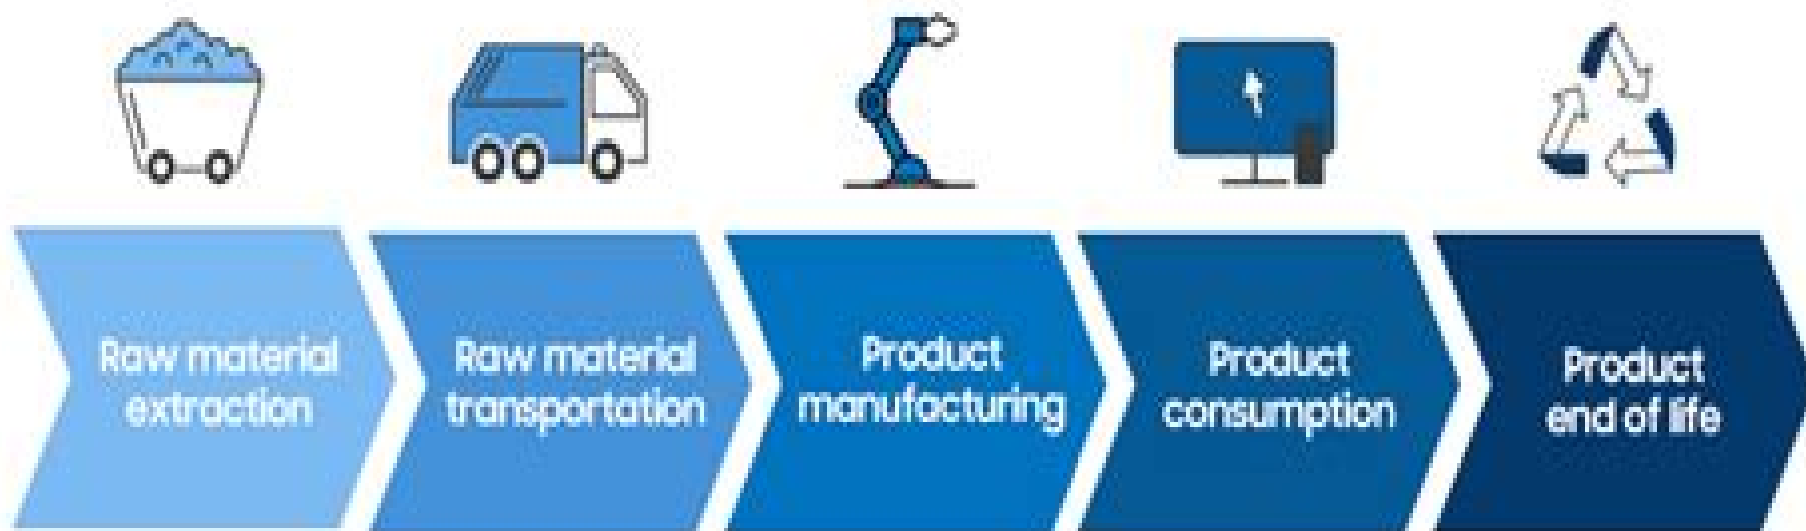 Raw material
extraction
Raw material
transportation
Product
manufacturing
Product
consumption
Product
end of life